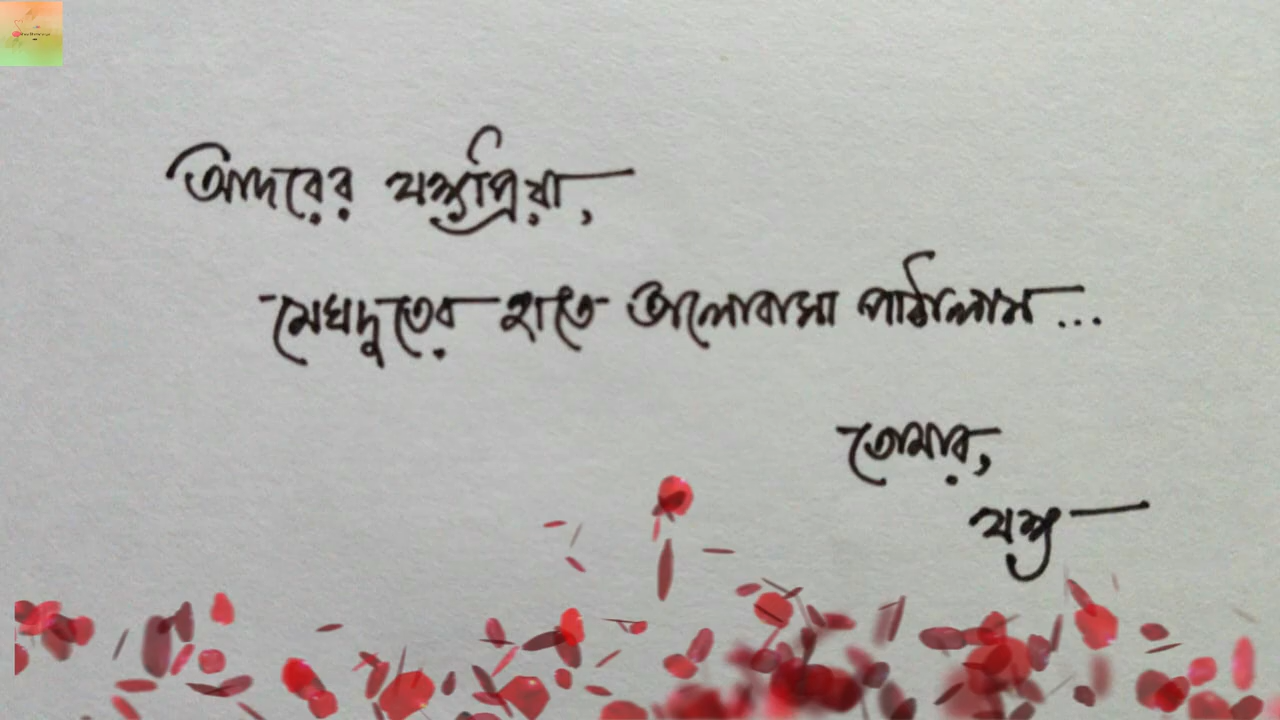 আদরের যক্ষপ্রিয়া,
মেঘদূতের হাতে ভালোবাসা পাঠালাম...
তোমার,
যক্ষ